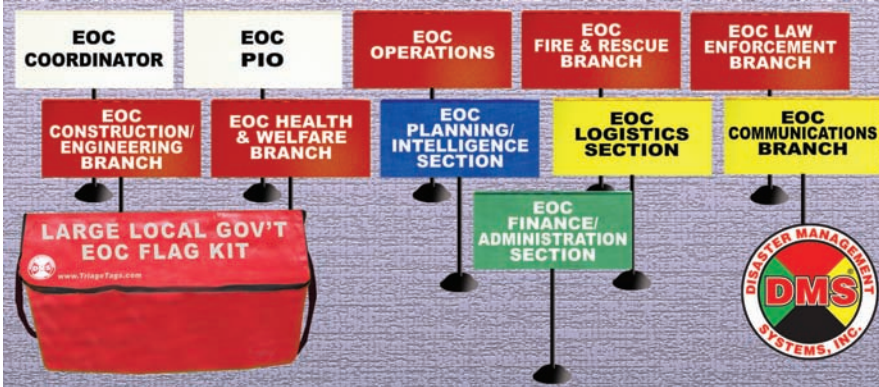 EOC
COORDINATOR
EOC
PIO
EOC
OPERATIONS
EOC
FIRE & RESCUE
BRANCH
EOC LAW
ENFORCEMENT
BRANCH
EOC
CONSTRUCTION/
ENGINEERING
BRANCH
EOC HEALTH
& WELFARE
BRANCH
EOC
PLANNING/
INTELLIGENCE
SECTION
EOC
LOGISTICS
SECTION
EOC
COMMUNICATIONS
BRANCH
EOC
FINANCE/
ADMINISTRATION
SECTION
LARGE LOCAL GOV'T
EOC FLAG KIT
www.TriageTags.com
DISASTER MANAGEMENT
DMS®
SYSTEMS, INC.